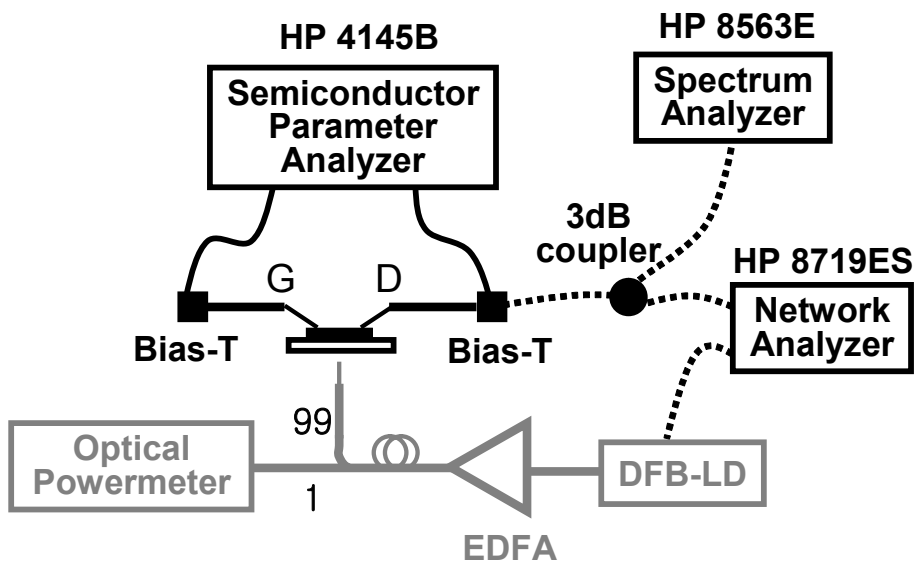 HP 4145B
HP 8563E
Semiconductor
Parameter
Analyzer
Spectrum
Analyzer
3dB
coupler
HP 8719ES
G
D
Network
Analyzer
Bias-T
Bias-T
99
Optical
Powermeter
1
DFB-LD
EDFA